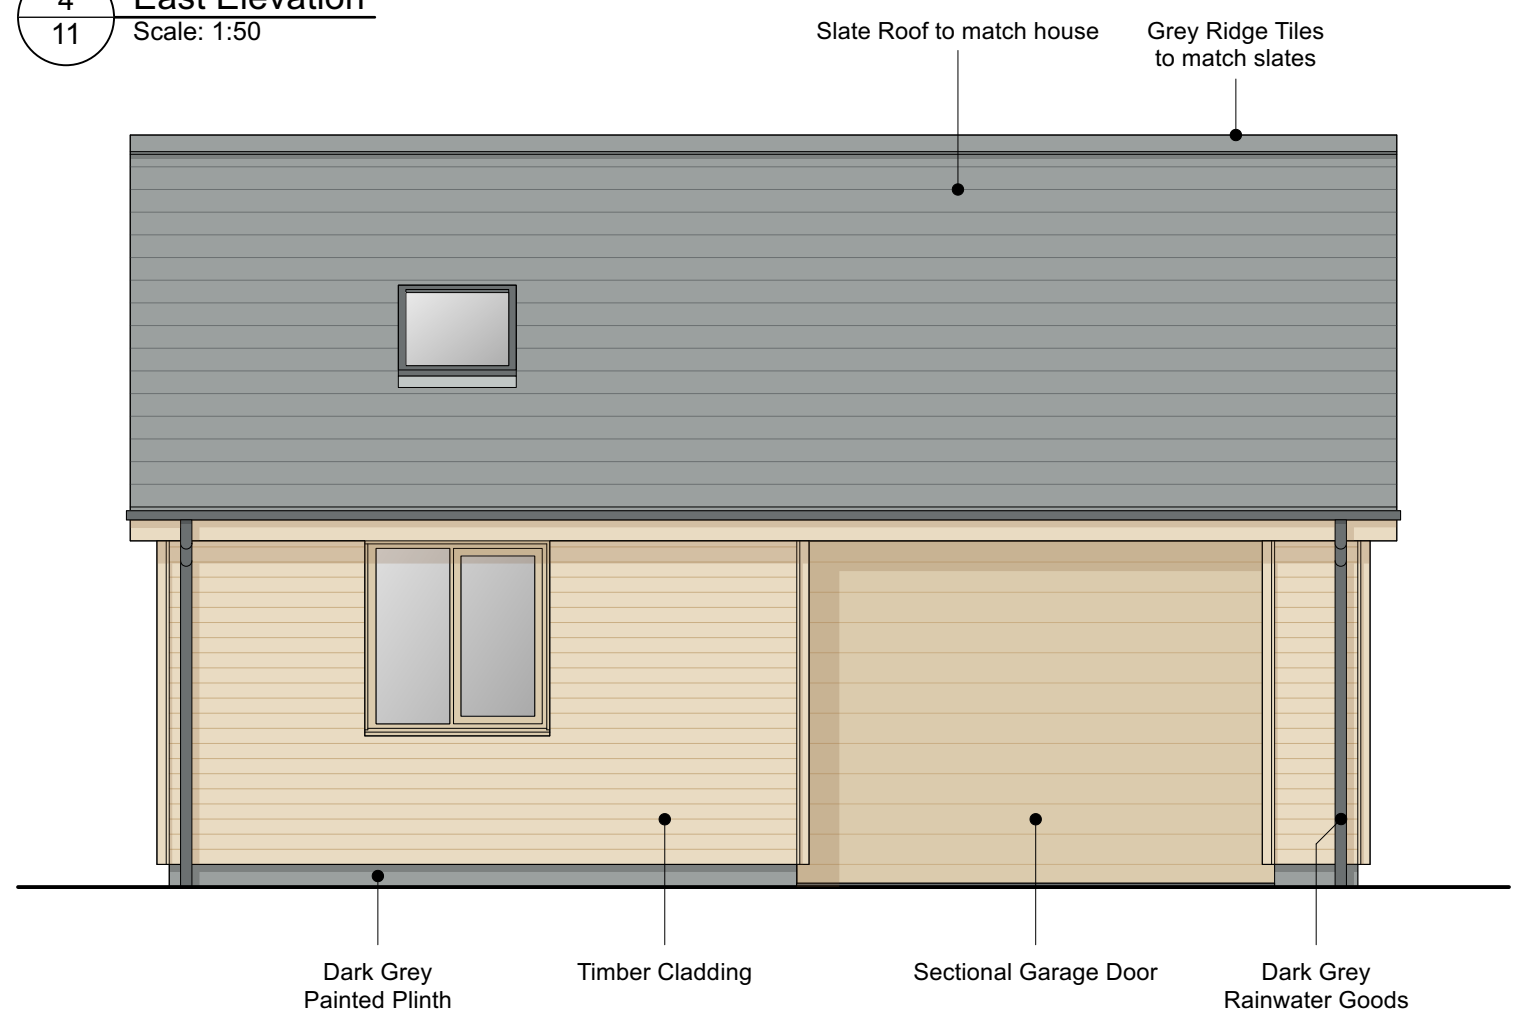 4
East Elevation
11
Scale: 1:50
Slate Roof to match house
Grey Ridge Tiles
to match slates
Dark Grey
Painted Plinth
Timber Cladding
Sectional Garage Door
Dark Grey
Rainwater Goods